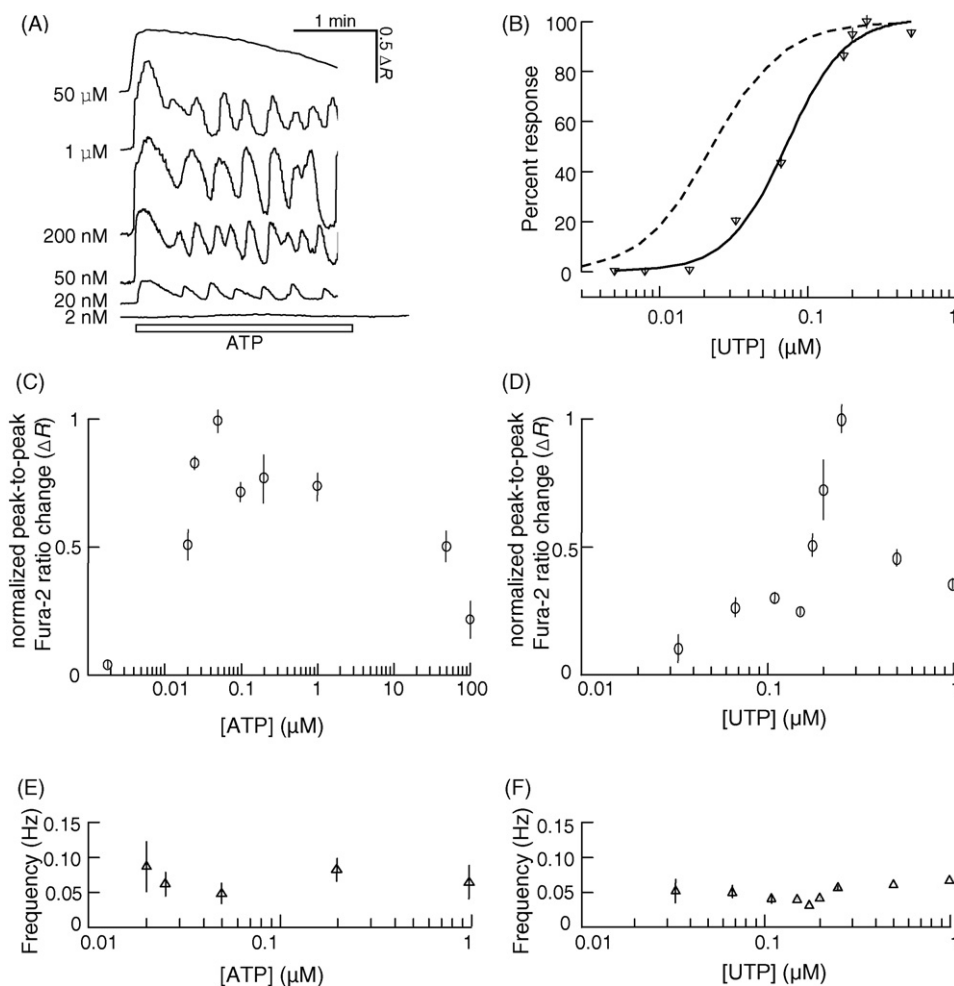 (A)
1 min
0.5 ΔR
50 µM
1 µM
200 nM
50 nM
20 nM
2 nM
ATP
(B)
Percent response
100
80
60
40
20
0
0.01
0.1
1
[UTP] (µM)
(C)
normalized peak-to-peak
Fura-2 ratio change (ΔR)
1
0.5
0
0.01
0.1
1
10
100
[ATP] (µM)
(D)
normalized peak-to-peak
Fura-2 ratio change (ΔR)
1
0.5
0
0.01
0.1
1
[UTP] (µM)
(E)
Frequency (Hz)
0.15
0.10
0.05
0
0.01
0.1
1
[ATP] (µM)
(F)
Frequency (Hz)
0.15
0.10
0.05
0
0.01
0.1
1
[UTP] (µM)